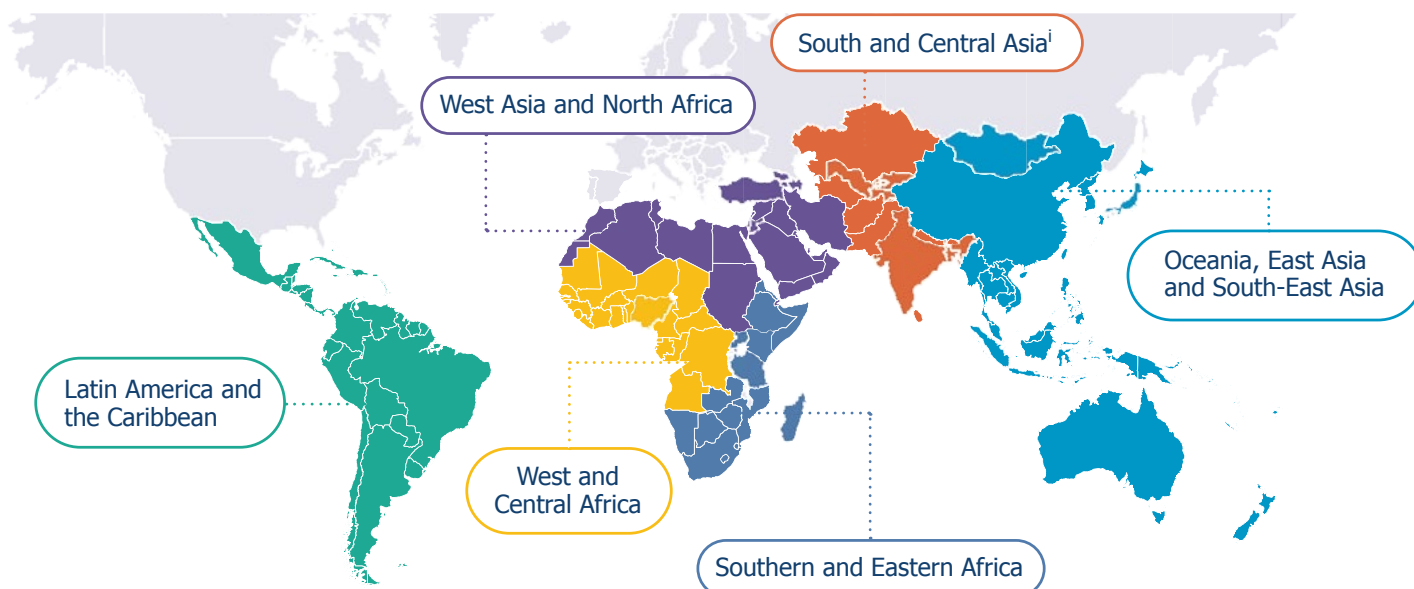 South and Central Asiaⁱ
West Asia and North Africa
Oceania, East Asia
and South-East Asia
Latin America and
the Caribbean
West and
Central Africa
Southern and Eastern Africa